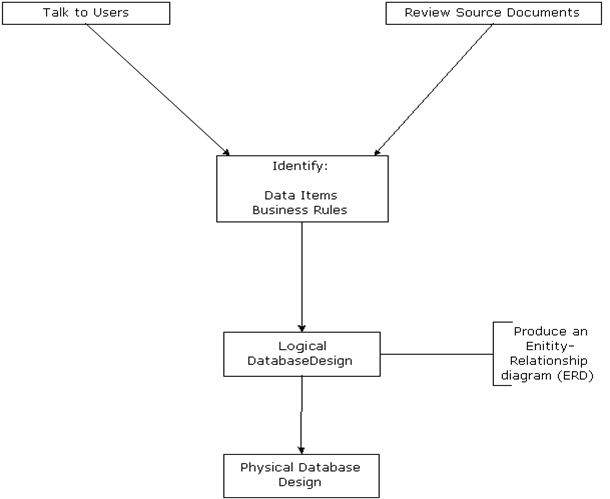 Talk to Users
Review Source Documents
Identify:
Data Items
Business Rules
Logical
DatabaseDesign
Produce an
Enitity-
Relationship
diagram (ERD)
Physical Database
Design